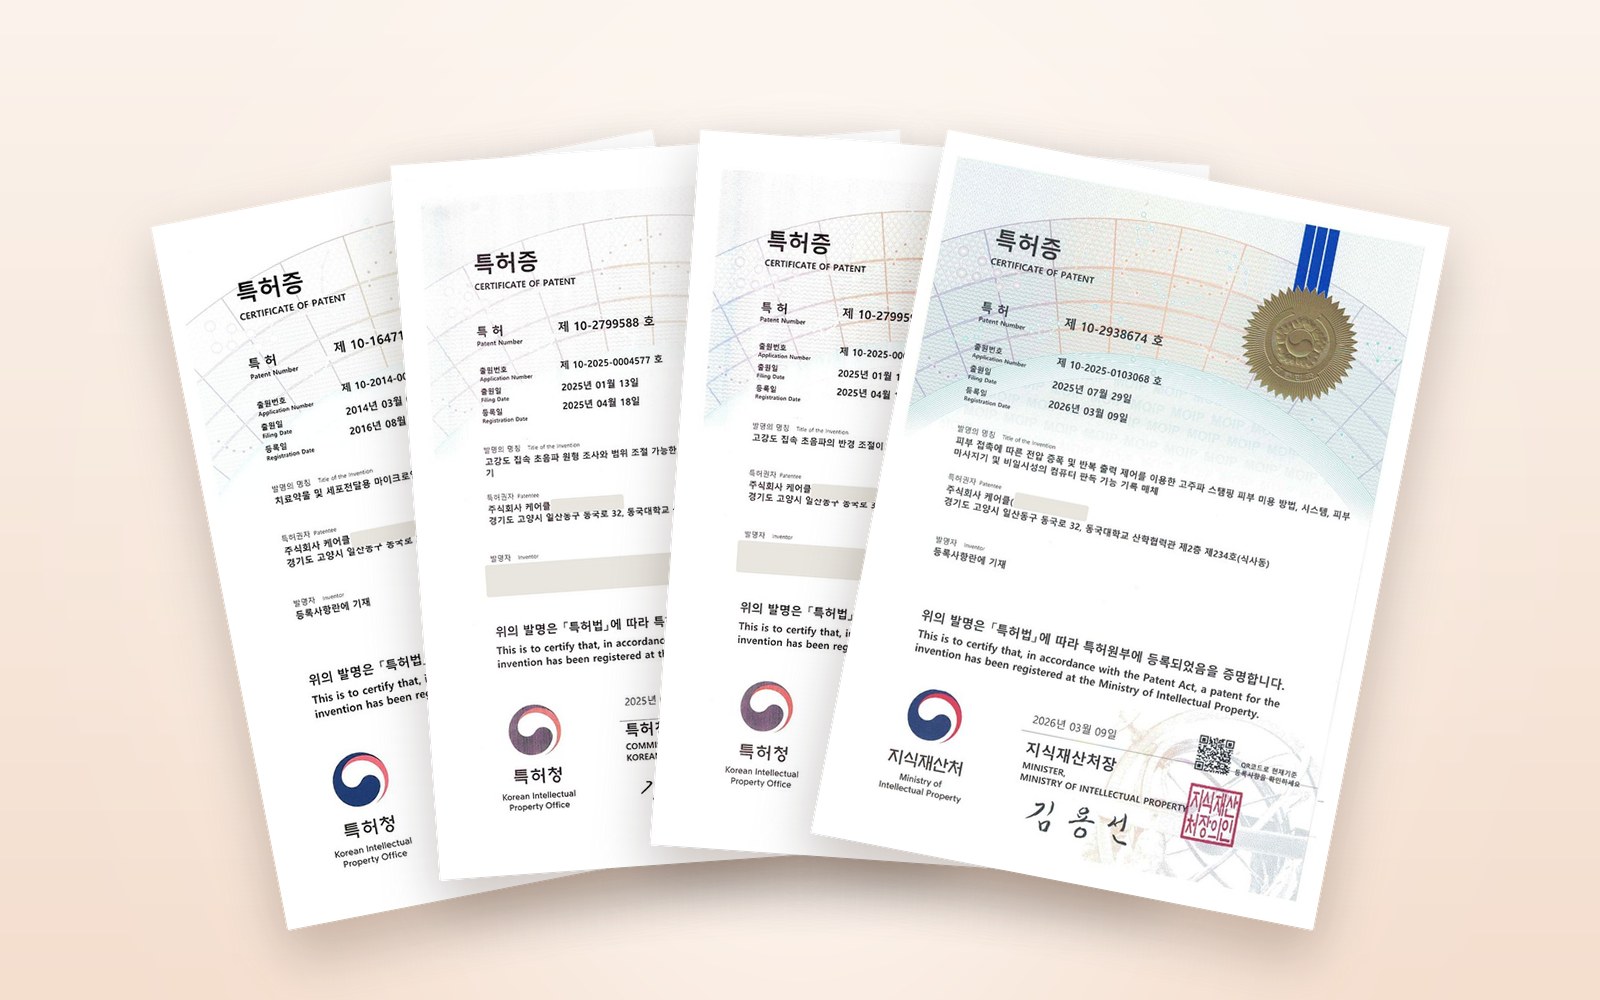 특허증
CERTIFICATE OF PATENT
특 허
Patent Number
제 10-16471
출원번호
Application Number
제 10-2014-00
출원일
Filing Date
2014년 03월
등록일
Registration Date
2016년 08월
발명의 명칭 Title of the Invention
치료약물 및 세포전달용 마이크로
특허권자 Patentee
주식회사 케어클
경기도 고양시 일산동구 동국로
발명자 Inventor
등록사항란에 기재
위의 발명은 「특허법」
This is to certify that, i
invention has been reg
특허청
Korean Intellectual
Property Office
특허증
CERTIFICATE OF PATENT
특 허
Patent Number
제 10-2799588 호
출원번호
Application Number
제 10-2025-0004577 호
출원일
Filing Date
2025년 01월 13일
등록일
Registration Date
2025년 04월 18일
발명의 명칭 Title of the Invention
고강도 집속 초음파 원형 조사와 범위 조절 가능한
기
특허권자 Patentee
주식회사 케어클
경기도 고양시 일산동구 동국로 32, 동국대학교
발명자 Inventor
위의 발명은 「특허법」에 따라 특
This is to certify that, in accordanc
invention has been registered at th
2025년
특허
COMMI
KOREA
특허청
Korean Intellectual
Property Office
특허증
CERTIFICATE OF PATENT
특 허
Patent Number
제 10-27995
출원번호
Application Number
제 10-2025-00
출원일
Filing Date
2025년 01월 1
등록일
Registration Date
2025년 04월
발명의 명칭 Title of the Invention
고강도 집속 초음파의 반경 조절이
특허권자 Patentee
주식회사 케어클
경기도 고양시 일산동구 동국로
발명자 Inventor
위의 발명은 「특허법」
This is to certify that, i
invention has been re
특허청
Korean Intellectual
Property Office
특허증
CERTIFICATE OF PATENT
특 허
Patent Number
제 10-2938674 호
출원번호
Application Number
제 10-2025-0103068 호
출원일
Filing Date
2025년 07월 29일
등록일
Registration Date
2026년 03월 09일
발명의 명칭 Title of the Invention
피부 접촉에 따른 전압 증폭 및 반복 출력 제어를 이용한 고주파 스탬핑 피부 미용 방법, 시스템, 피부
마사지기 및 비일시성의 컴퓨터 판독 기능 기록 매체
특허권자 Patentee
주식회사 케어클(
경기도 고양시 일산동구 동국로 32, 동국대학교 산학협력관 제2층 제234호(식사동)
발명자 Inventor
등록사항란에 기재
위의 발명은 「특허법」에 따라 특허원부에 등록되었음을 증명합니다.
This is to certify that, in accordance with the Patent Act, a patent for the
invention has been registered at the Ministry of Intellectual Property.
2026년 03월 09일
지식재산처장
MINISTER,
MINISTRY OF INTELLECTUAL PROPERTY
김용선
QR코드로 현재기준
등록사항을 확인하세요
지식재산
처장의인
지식재산처
Ministry of
Intellectual Property